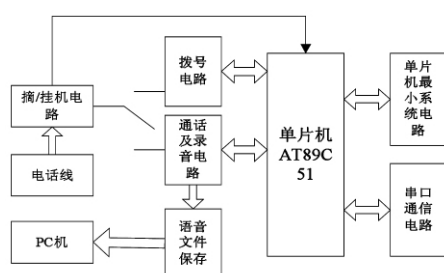 拨号
电路
摘/挂机电
路
通话
及录
音电
路
电话线
PC机
语音
文件
保存
单片机
AT89C
51
单片
机最
小系
统电
路
串口
通信
电路